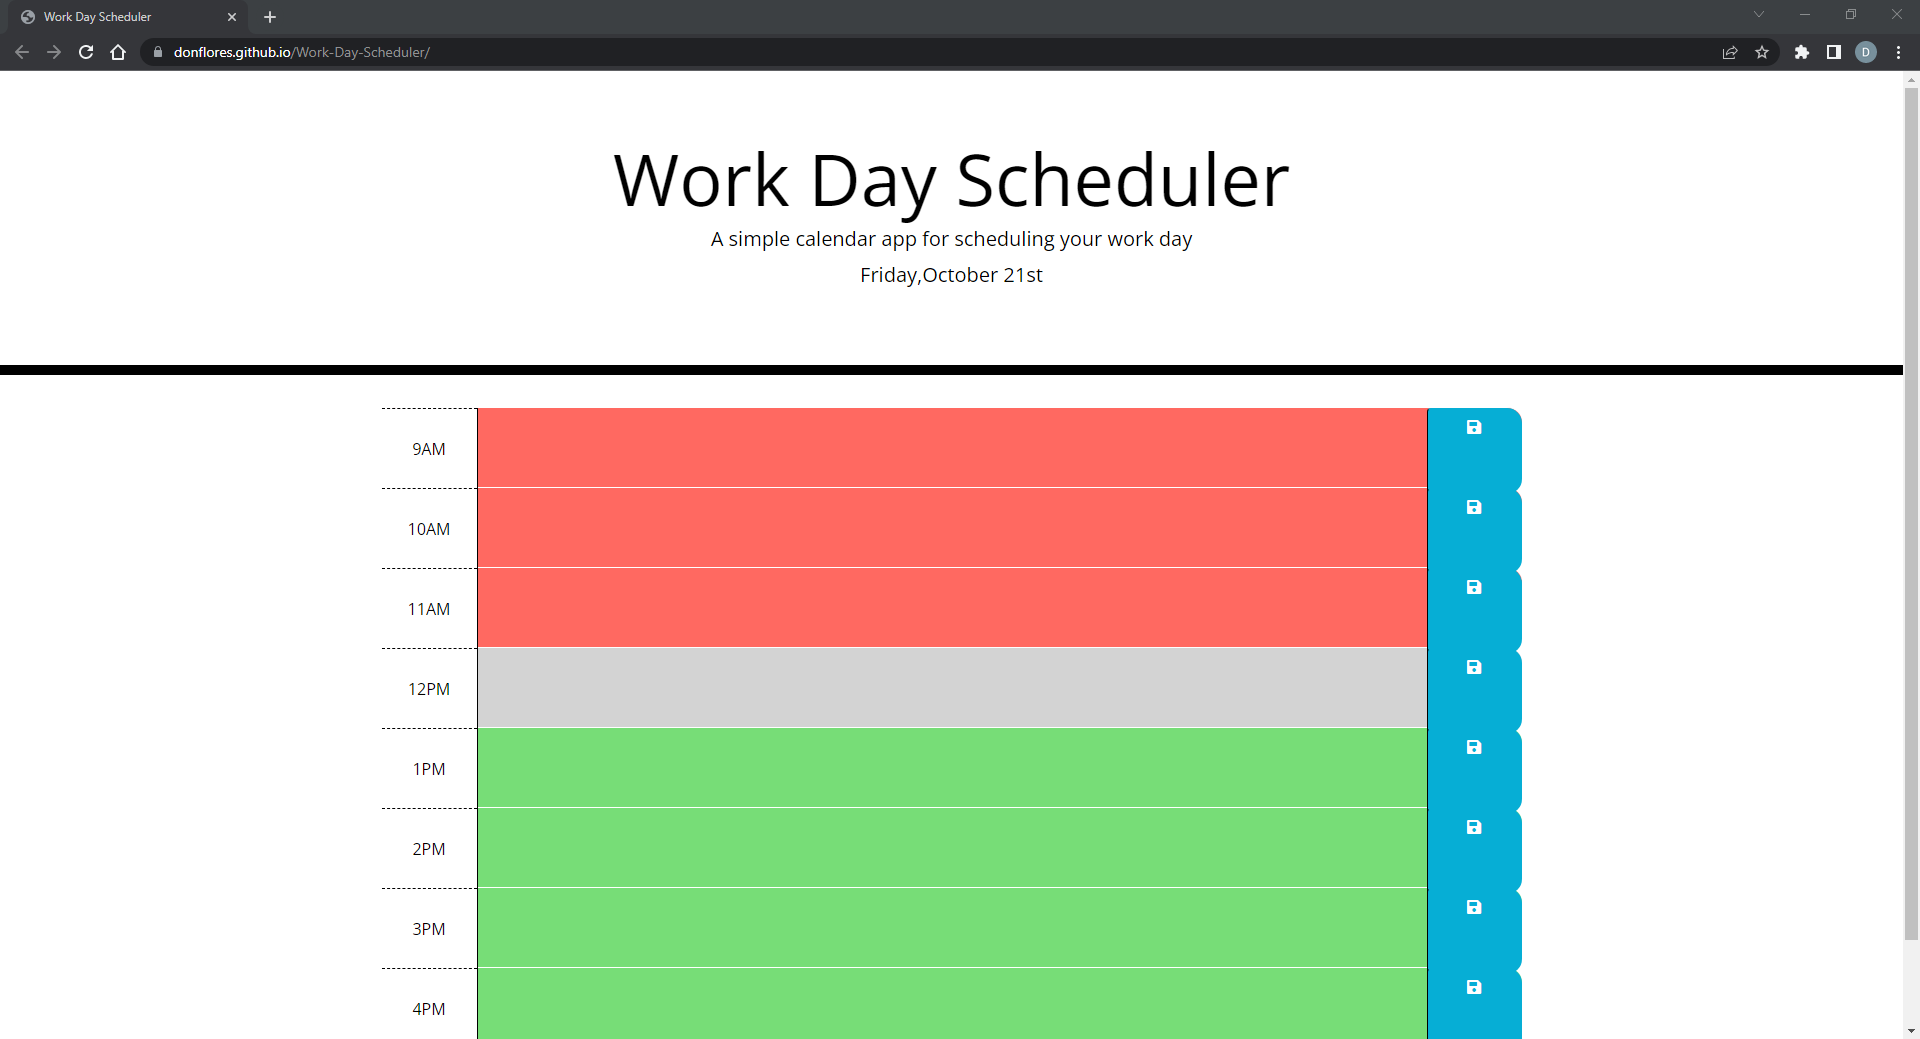 Work Day Scheduler
donflores.github.io/Work-Day-Scheduler/
D
Work Day Scheduler
A simple calendar app for scheduling your work day
Friday,October 21st
9AM
10AM
11AM
12PM
1PM
2PM
3PM
4PM